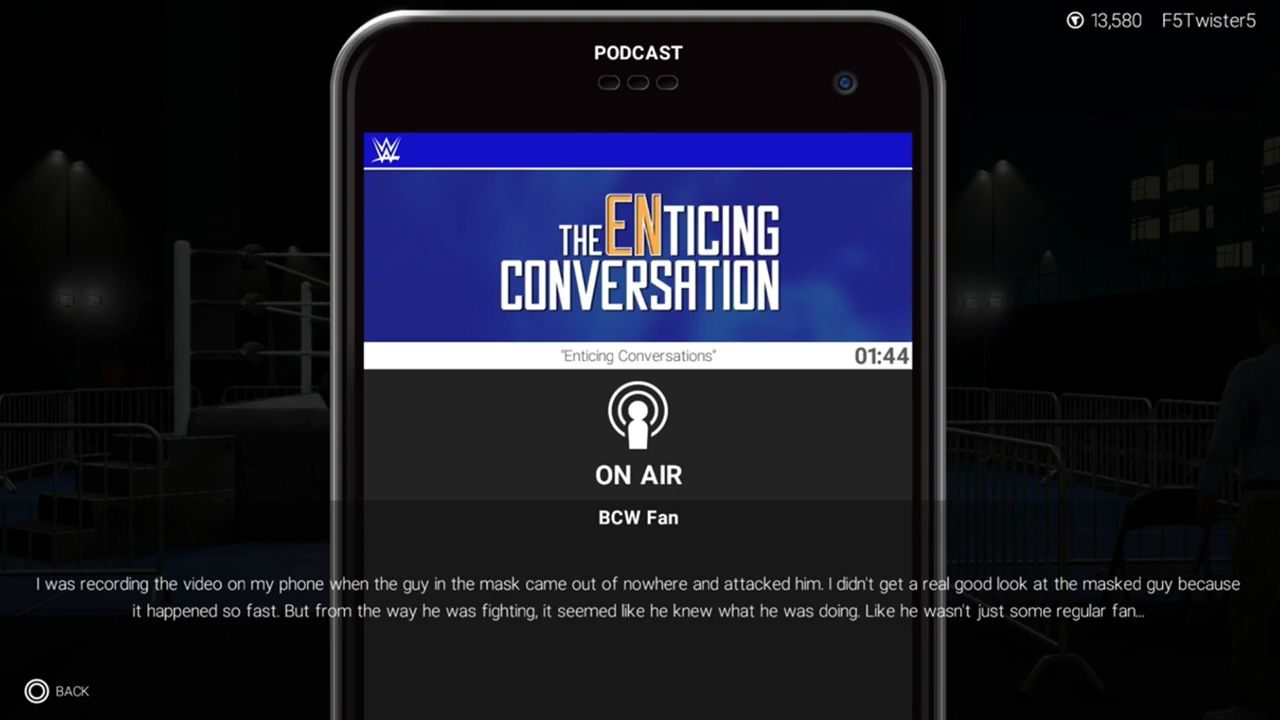 13,580 F5Twister5
PODCAST
W
THE ENTICING
CONVERSATION
"Enticing Conversations" 01:44
ON AIR
BCW Fan
I was recording the video on my phone when the guy in the mask came out of nowhere and attacked him. I didn't get a real good look at the masked guy because
it happened so fast. But from the way he was fighting, it seemed like he knew what he was doing. Like he wasn't just some regular fan...
BACK